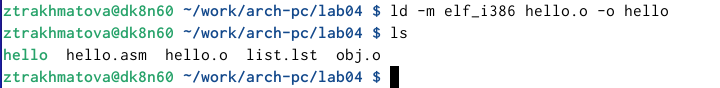 ztrakhmatova@dk8n60 ~/work/arch-pc/lab04 $ ld -m elf_i386 hello.o -o hello
ztrakhmatova@dk8n60 ~/work/arch-pc/lab04 $ ls
hello  hello.asm  hello.o  list.lst  obj.o
ztrakhmatova@dk8n60 ~/work/arch-pc/lab04 $